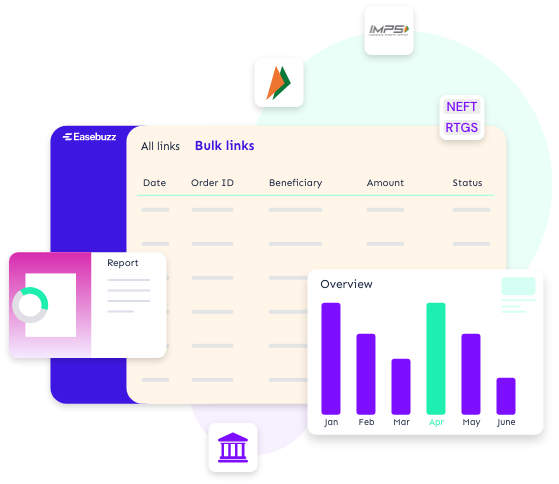 IMPS
NEFT
RTGS
Easebuzz
All links
Bulk links
Date
Order ID
Beneficiary
Amount
Status
Report
Overview
Jan
Feb
Mar
Apr
May
June